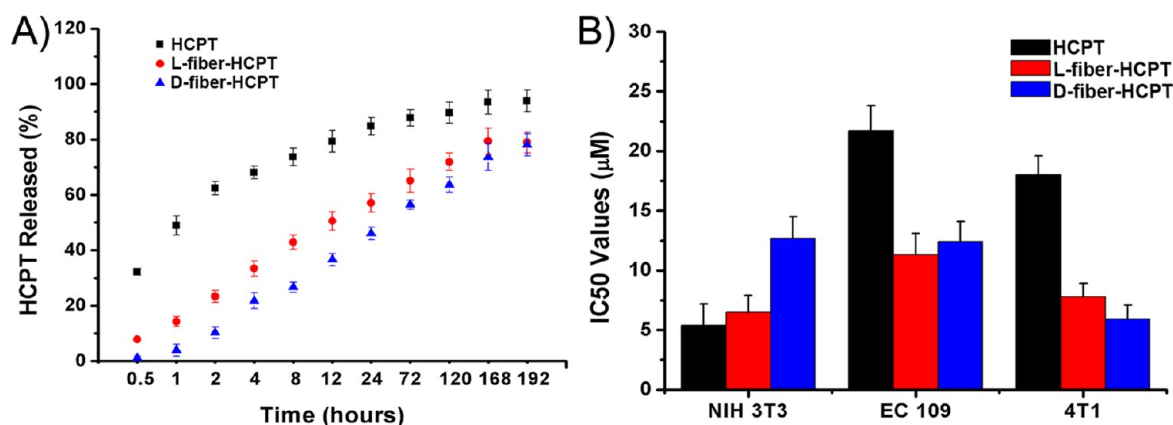 A)
HCPT
L-fiber-HCPT
D-fiber-HCPT
HCPT Released (%)
120
100
80
60
40
20
0
0.5 1 2 4 8 12 24 72 120 168 192
Time (hours)
B)
HCPT
L-fiber-HCPT
D-fiber-HCPT
IC50 Values (μM)
30
25
20
15
10
5
0
NIH 3T3 EC 109 4T1